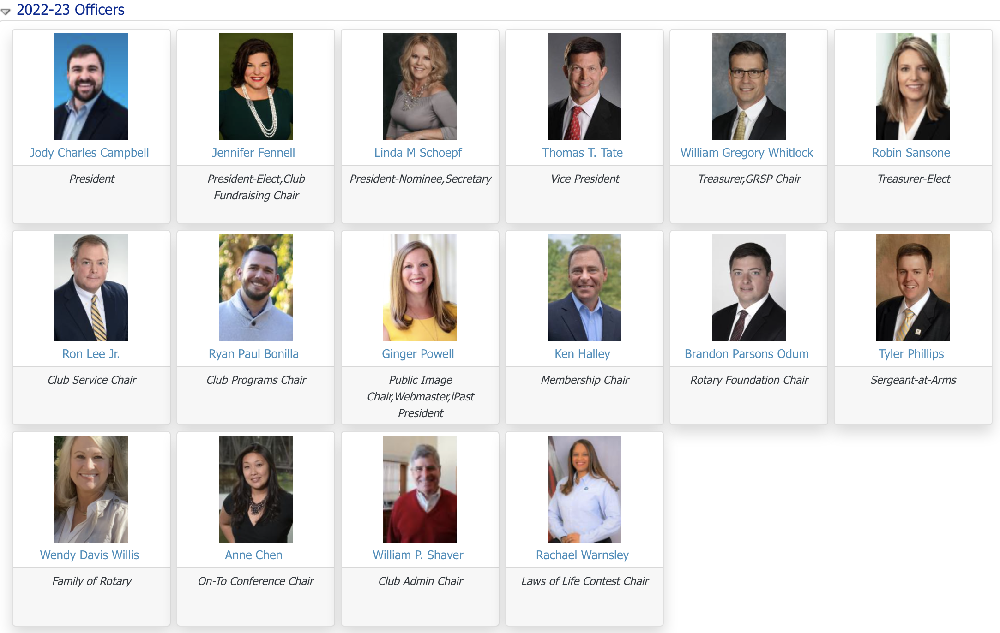 2022-23 Officers
Jody Charles Campbell
President
Jennifer Fennell
President-Elect,Club
Fundraising Chair
Linda M Schoepf
President-Nominee,Secretary
Thomas T. Tate
Vice President
William Gregory Whitlock
Treasurer,GRSP Chair
Robin Sansone
Treasurer-Elect
Ron Lee Jr.
Club Service Chair
Ryan Paul Bonilla
Club Programs Chair
Ginger Powell
Public Image
Chair,Webmaster,iPast
President
Ken Halley
Membership Chair
Brandon Parsons Odum
Rotary Foundation Chair
Tyler Phillips
Sergeant-at-Arms
Wendy Davis Willis
Family of Rotary
Anne Chen
On-To Conference Chair
William P. Shaver
Club Admin Chair
Rachael Warnsley
Laws of Life Contest Chair